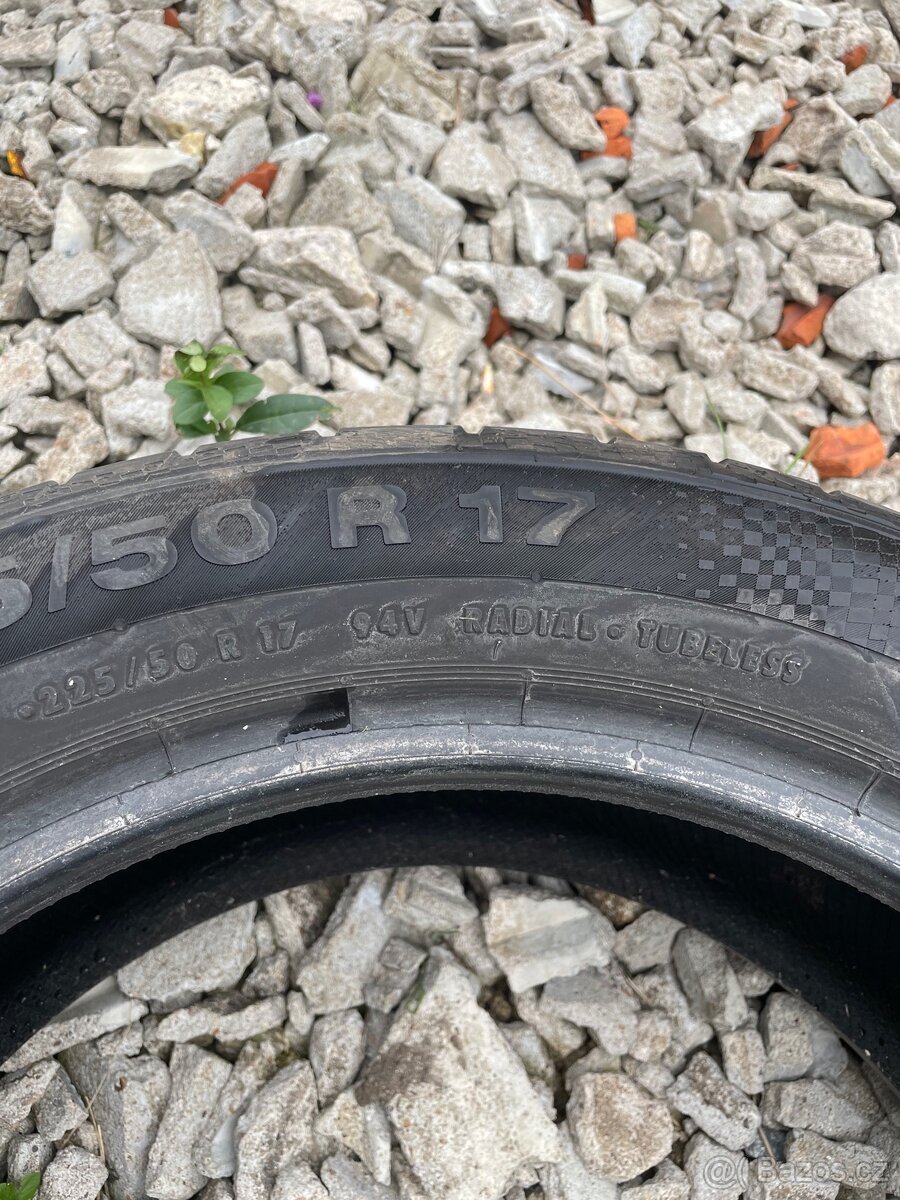 5/50 R 17
225/50 R 17 94V RADIAL • TUBELESS
@ Bazos.cz